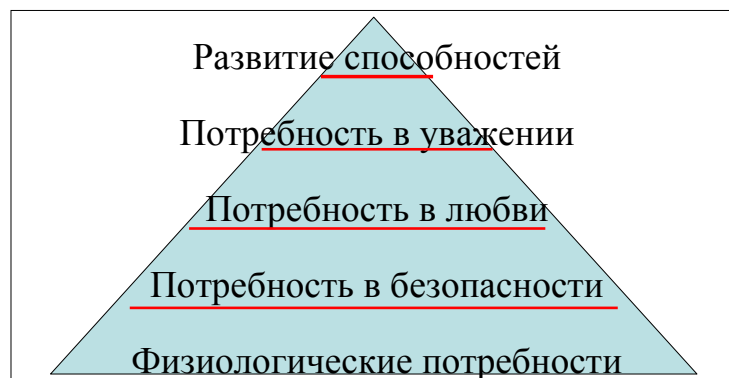 Развитие способностей
Потребность в уважении
Потребность в любви
Потребность в безопасности
Физиологические потребности